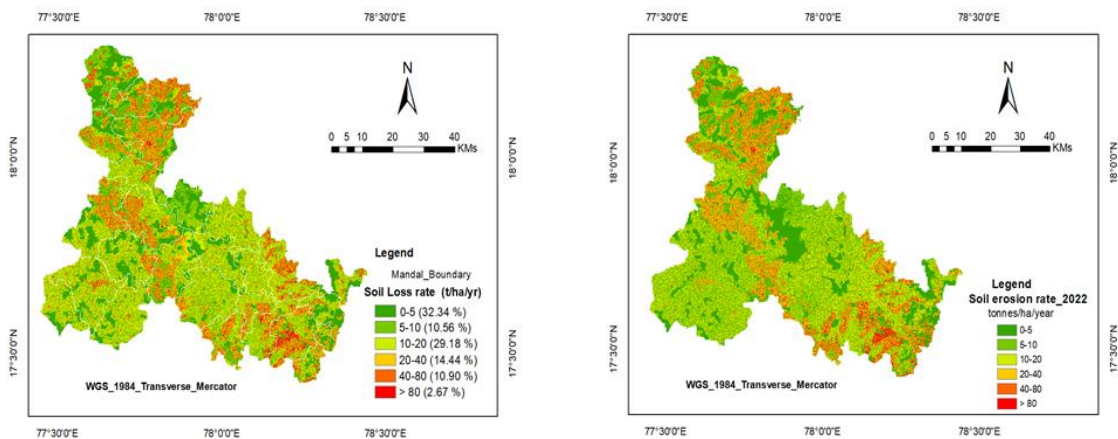 77°30'0"E 78°0'0"E 78°30'0"E
N
0 5 10 20 30 40
KMs
18°0'0"N
18°0'0"N
Legend
Mandal_Boundary
Soil Loss rate (t/ha/yr)
0-5 (32.34 %)
5-10 (10.56 %)
10-20 (29.18 %)
20-40 (14.44 %)
40-80 (10.90 %)
> 80 (2.67 %)
17°30'0"N
17°30'0"N
WGS_1984_Transverse_Mercator
77°30'0"E 78°0'0"E 78°30'0"E
77°30'0"E 78°0'0"E 78°30'0"E
N
0 5 10 20 30 40
KMs
18°0'0"N
18°0'0"N
Legend
Soil erosion rate_2022
tonnes/ha/year
0-5
5-10
10-20
20-40
40-80
> 80
17°30'0"N
17°30'0"N
WGS_1984_Transverse_Mercator
77°30'0"E 78°0'0"E 78°30'0"E